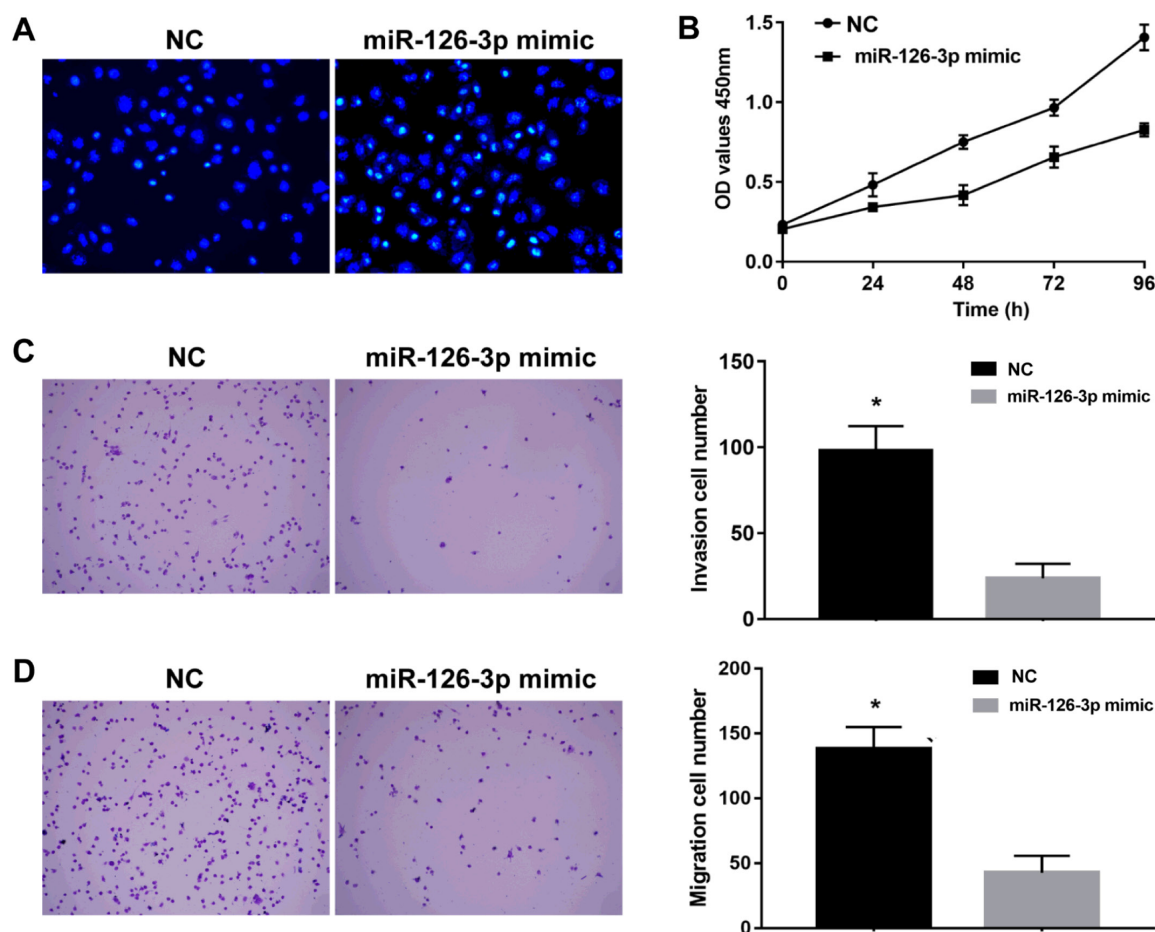 A
NC
miR-126-3p mimic
B
OD values 450nm
1.5
1.0
0.5
0.0
0
24
48
72
96
Time (h)
NC
miR-126-3p mimic
C
NC
miR-126-3p mimic
Invasion cell number
150
100
50
0
*
NC
miR-126-3p mimic
D
NC
miR-126-3p mimic
Migration cell number
200
150
100
50
0
*
`
NC
miR-126-3p mimic